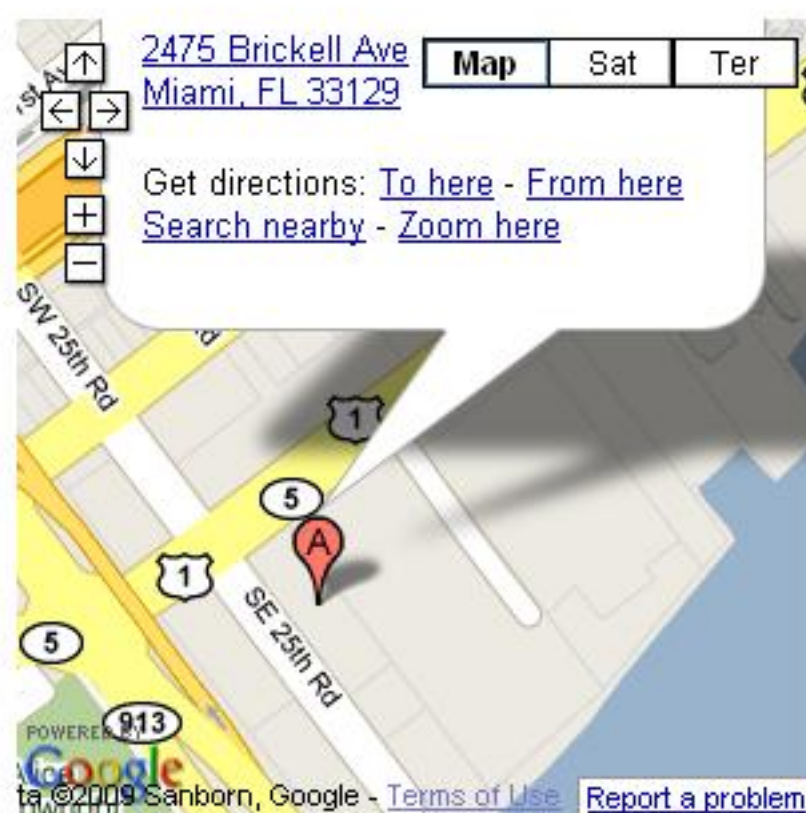 2475 Brickell Ave
Miami, FL 33129
Map
Sat
Ter
Get directions: To here - From here
Search nearby - Zoom here
SW 25th Rd
Rd
1
5
A
1
SE 25th Rd
5
913
POWERED BY
Google
©2009 Sanborn, Google - Terms of Use
Report a problem